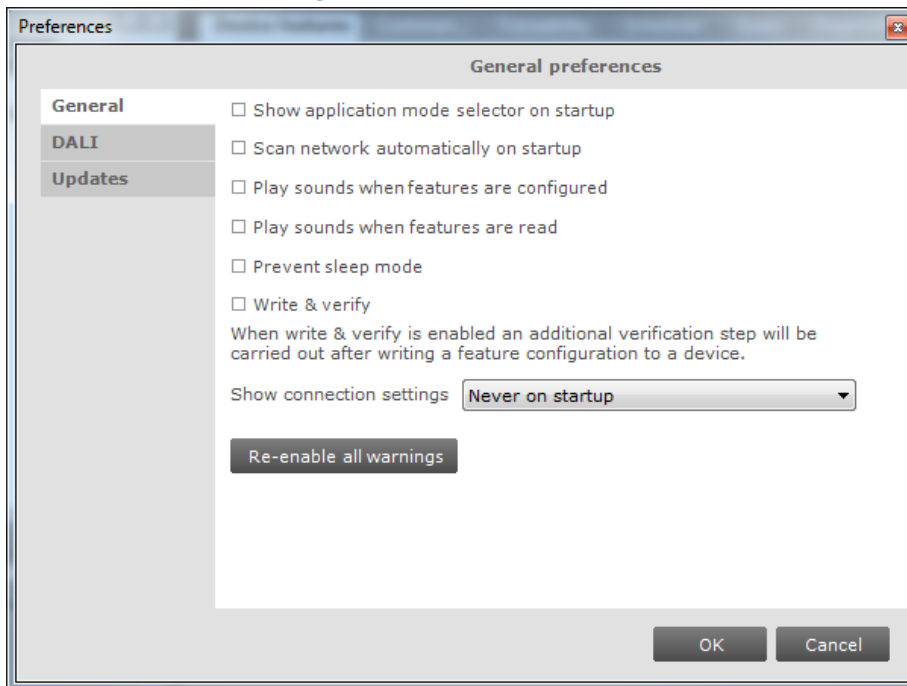 Preferences
Device features
General preferences
General
DALI
Updates
Show application mode selector on startup
Scan network automatically on startup
Play sounds when features are configured
Play sounds when features are read
Prevent sleep mode
Write & verify
When write & verify is enabled an additional verification step will be
carried out after writing a feature configuration to a device.
Show connection settings Never on startup
Re-enable all warnings
OK Cancel